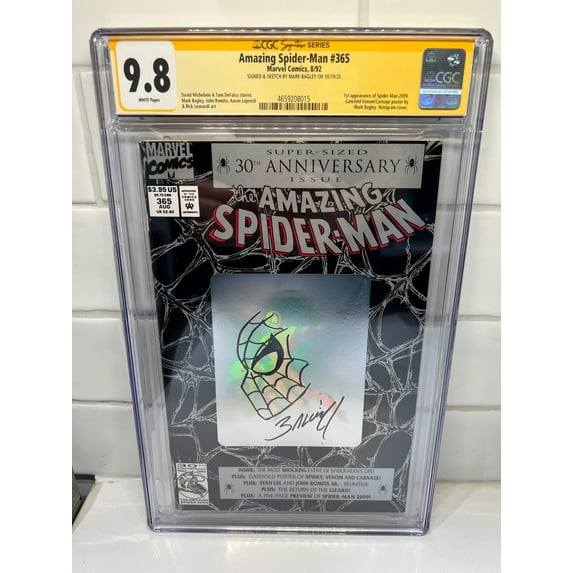 CGC Signature SERIES
Amazing Spider-Man #365
Marvel Comics, 8/92
SIGNED & SKETCH BY MARK BAGLEY ON 10/19/25
9.8
WHITE Pages
David Michelinie & Tom DeFalco stories
Mark Bagley, John Romita, Aaron Lopresti
& Rick Leonardi art
1st appearance of Spider-Man 2099.
Gatefold Venom/Carnage poster by
Mark Bagley. Hologram cover.
4659208015
CGC
MARVEL
COMICS
$3.95 US
365
AUG
SUPER-SIZED
30TH ANNIVERSARY
ISSUE
the AMAZING
SPIDER-MAN
INSIDE: THE MOST SHOCKING EVENT OF SPIDER-MAN'S LIFE!
PLUS: GATEFOLD POSTER OF SPIDEY, VENOM AND CARNAGE!
PLUS: STAN LEE AND JOHN ROMITA SR.- REUNITED!
PLUS: THE RETURN OF THE LIZARD!
PLUS: A FIVE-PAGE PREVIEW OF SPIDER-MAN 2099!
30TH